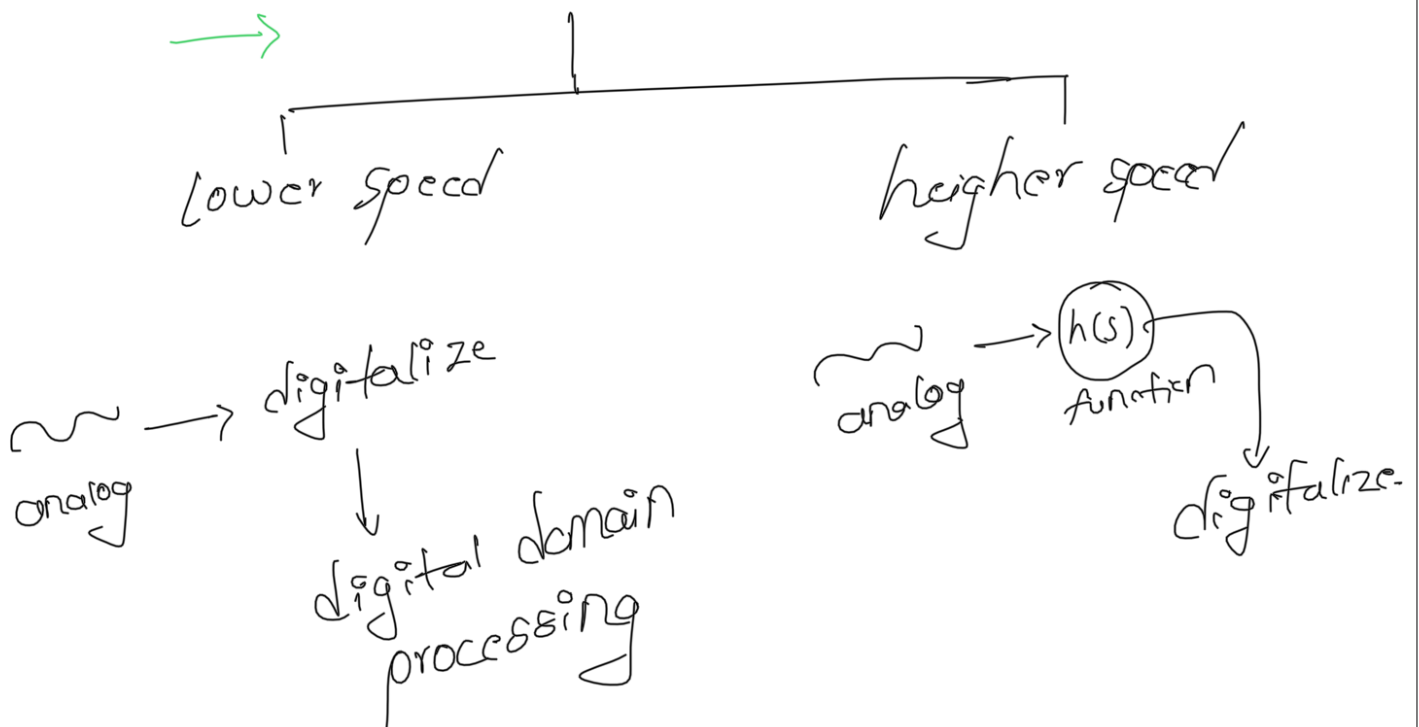 lower speed
heigher speed
analog
digitalize
digital domain
processing
analog
h(s)
function
digitalize.